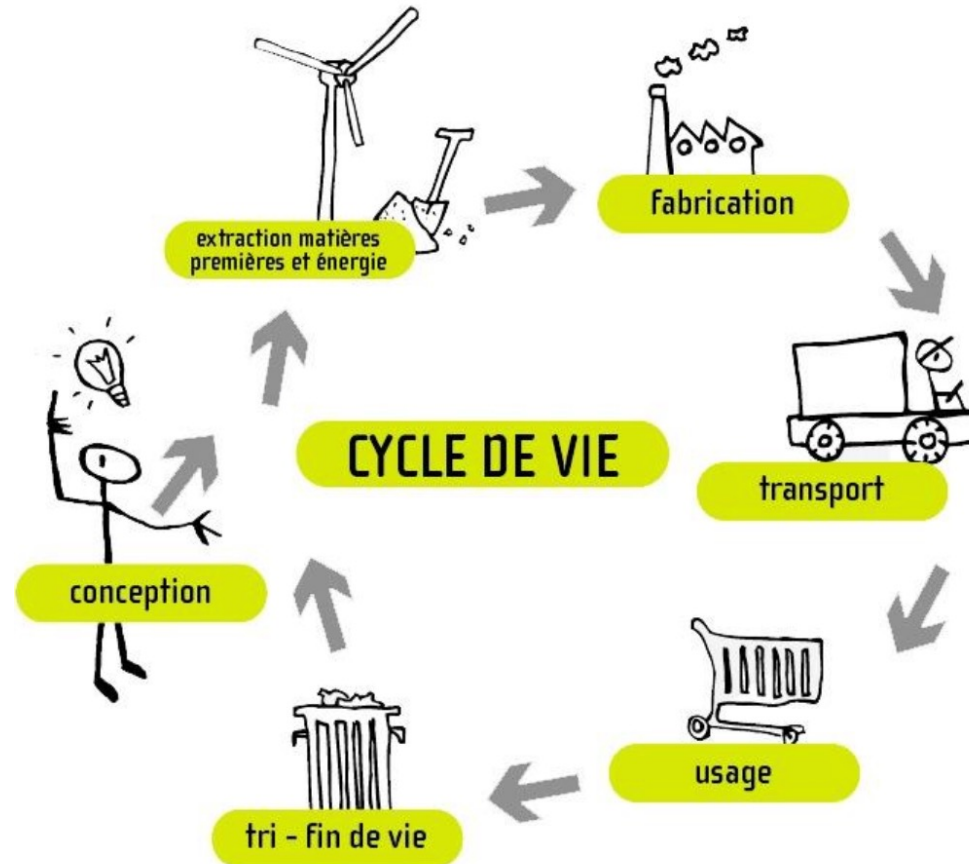 extraction matières
premières et énergie
fabrication
CYCLE DE VIE
transport
conception
usage
tri - fin de vie